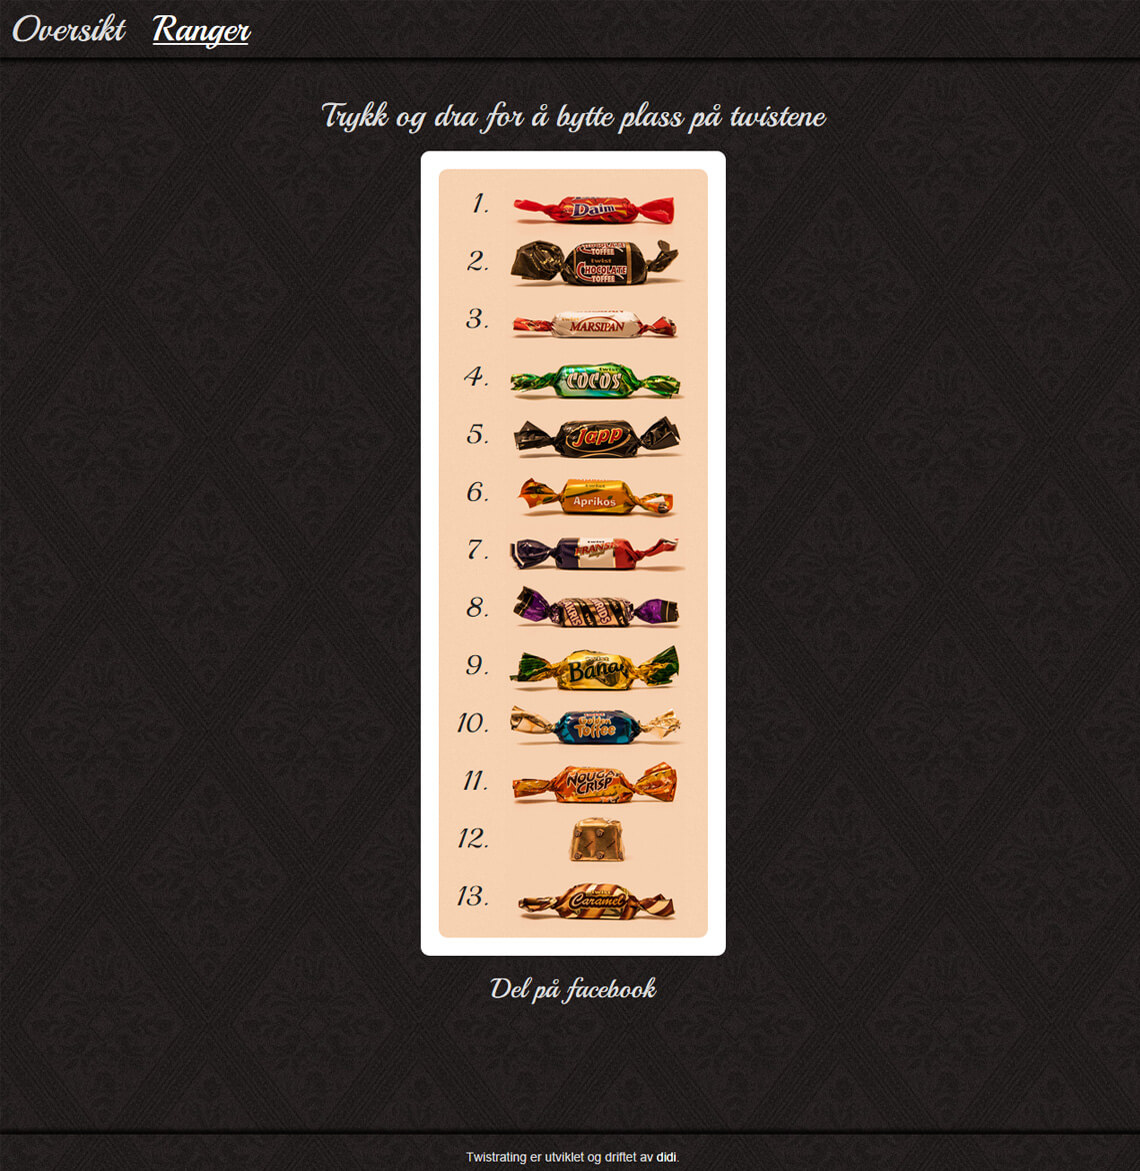 Oversikt Ranger
Trykk og dra for å bytte plass på twistene
1. Daim
2. TOFFEE
twist
CHOCOLATE
TOFFEE
3. MARSIPAN
4. twist
COCOS
5. Japp
6. Aprikos
7. twist
FRANSK
8.
9. Banan
10. Golden
Toffee
11. NOUGAT
CRISP
12.
13. Caramel
Del på facebook
Twistrating er utviklet og driftet av didi.